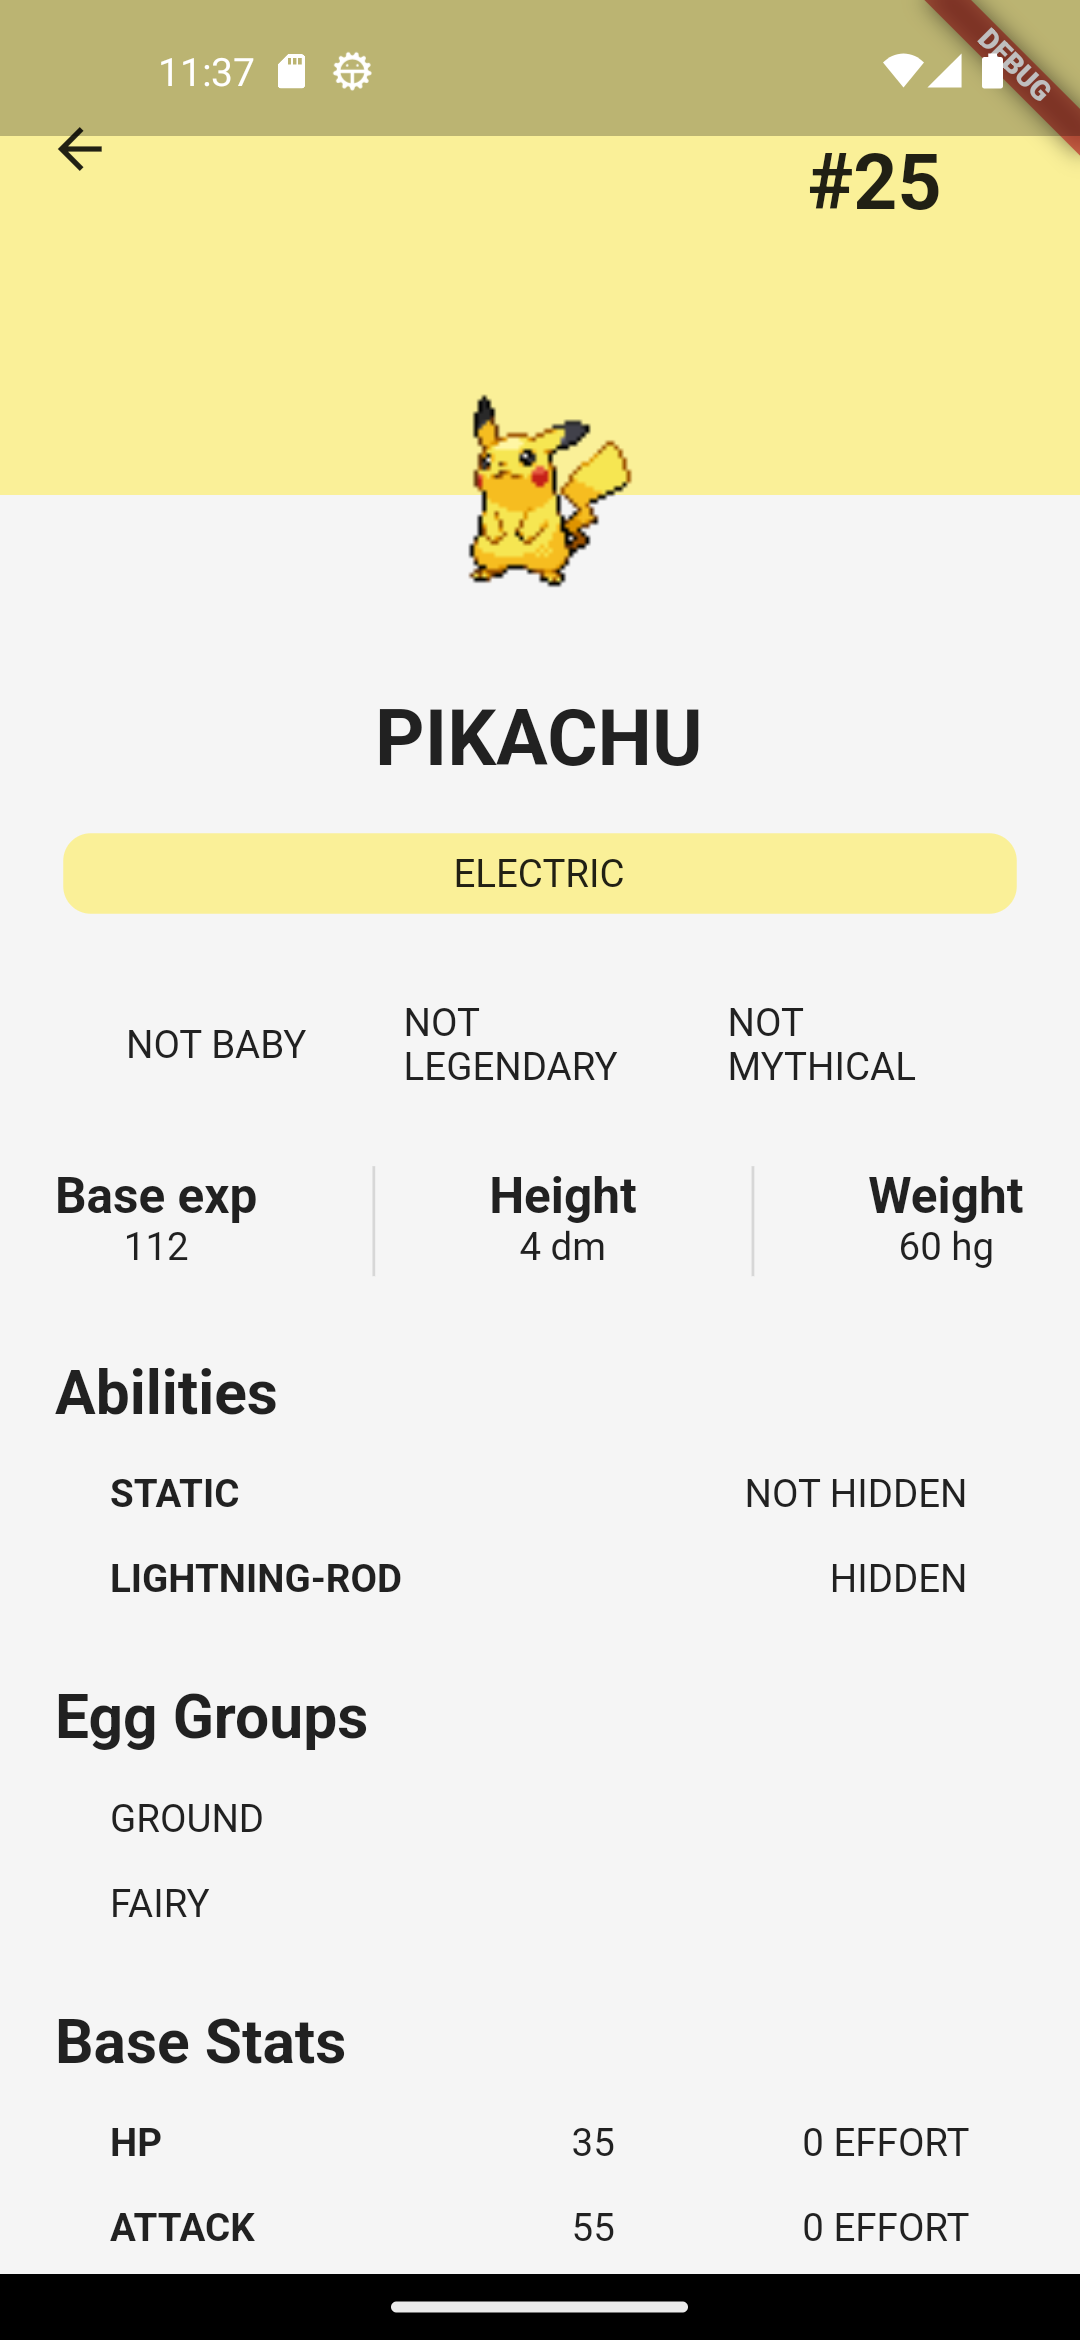 11:37
DEBUG
#25
PIKACHU
ELECTRIC
NOT BABY
NOT
LEGENDARY
NOT
MYTHICAL
Base exp
112
Height
4 dm
Weight
60 hg
Abilities
STATIC NOT HIDDEN
LIGHTNING-ROD HIDDEN
Egg Groups
GROUND
FAIRY
Base Stats
HP 35 0 EFFORT
ATTACK 55 0 EFFORT